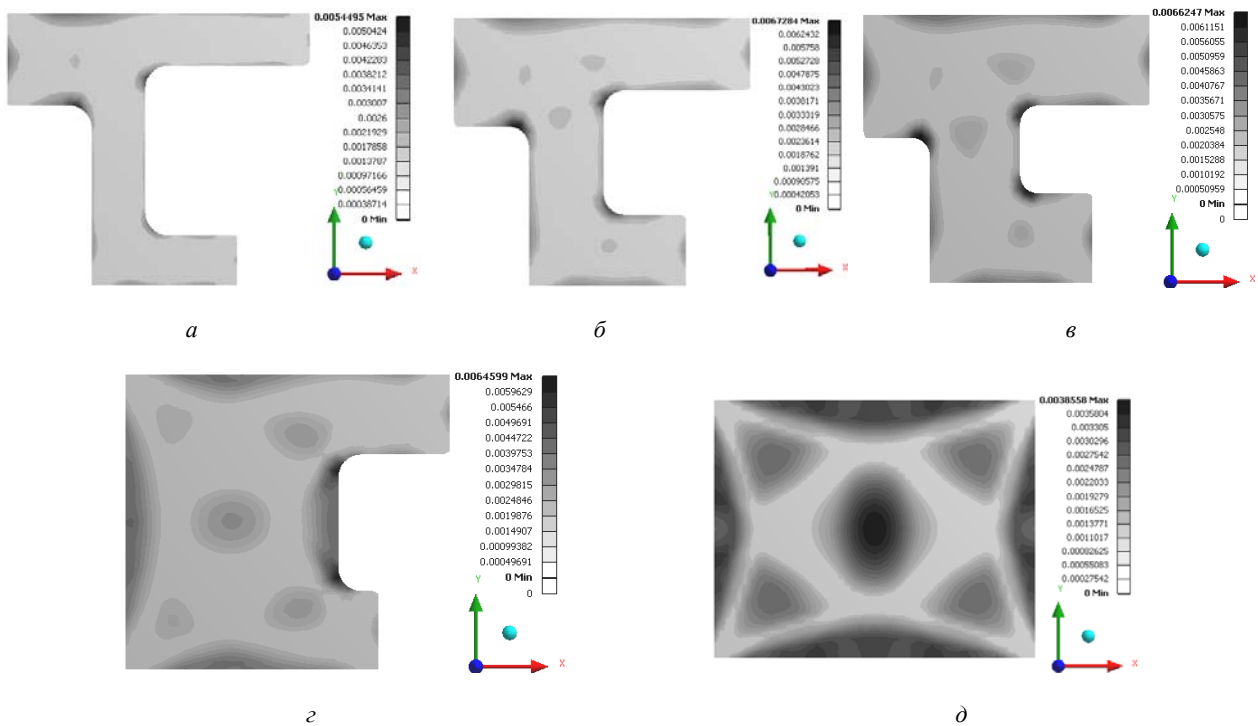 0.0054495 Max
0.0050424
0.0046353
0.0042283
0.0038212
0.0034141
0.003007
0.0026
0.0021929
0.0017858
0.0013787
0.00097166
0.00056459
0.00038714
0 Min
Y
X
а
0.0067284 Max
0.0062432
0.005758
0.0052728
0.0047875
0.0043023
0.0038171
0.0033319
0.0028466
0.0023614
0.0018762
0.001391
0.00090575
0.00042053
0 Min
Y
X
б
0.0066247 Max
0.0061151
0.0056055
0.0050959
0.0045863
0.0040767
0.0035671
0.0030575
0.002548
0.0020384
0.0015288
0.0010192
0.00050959
0 Min
0
Y
X
в
0.0064599 Max
0.0059629
0.005466
0.0049691
0.0044722
0.0039753
0.0034784
0.0029815
0.0024846
0.0019876
0.0014907
0.00099382
0.00049691
0 Min
0
Y
X
г
0.0038558 Max
0.0035804
0.003305
0.0030296
0.0027542
0.0024787
0.0022033
0.0019279
0.0016525
0.0013771
0.0011017
0.00082625
0.00055083
0.00027542
0 Min
Y
X
д